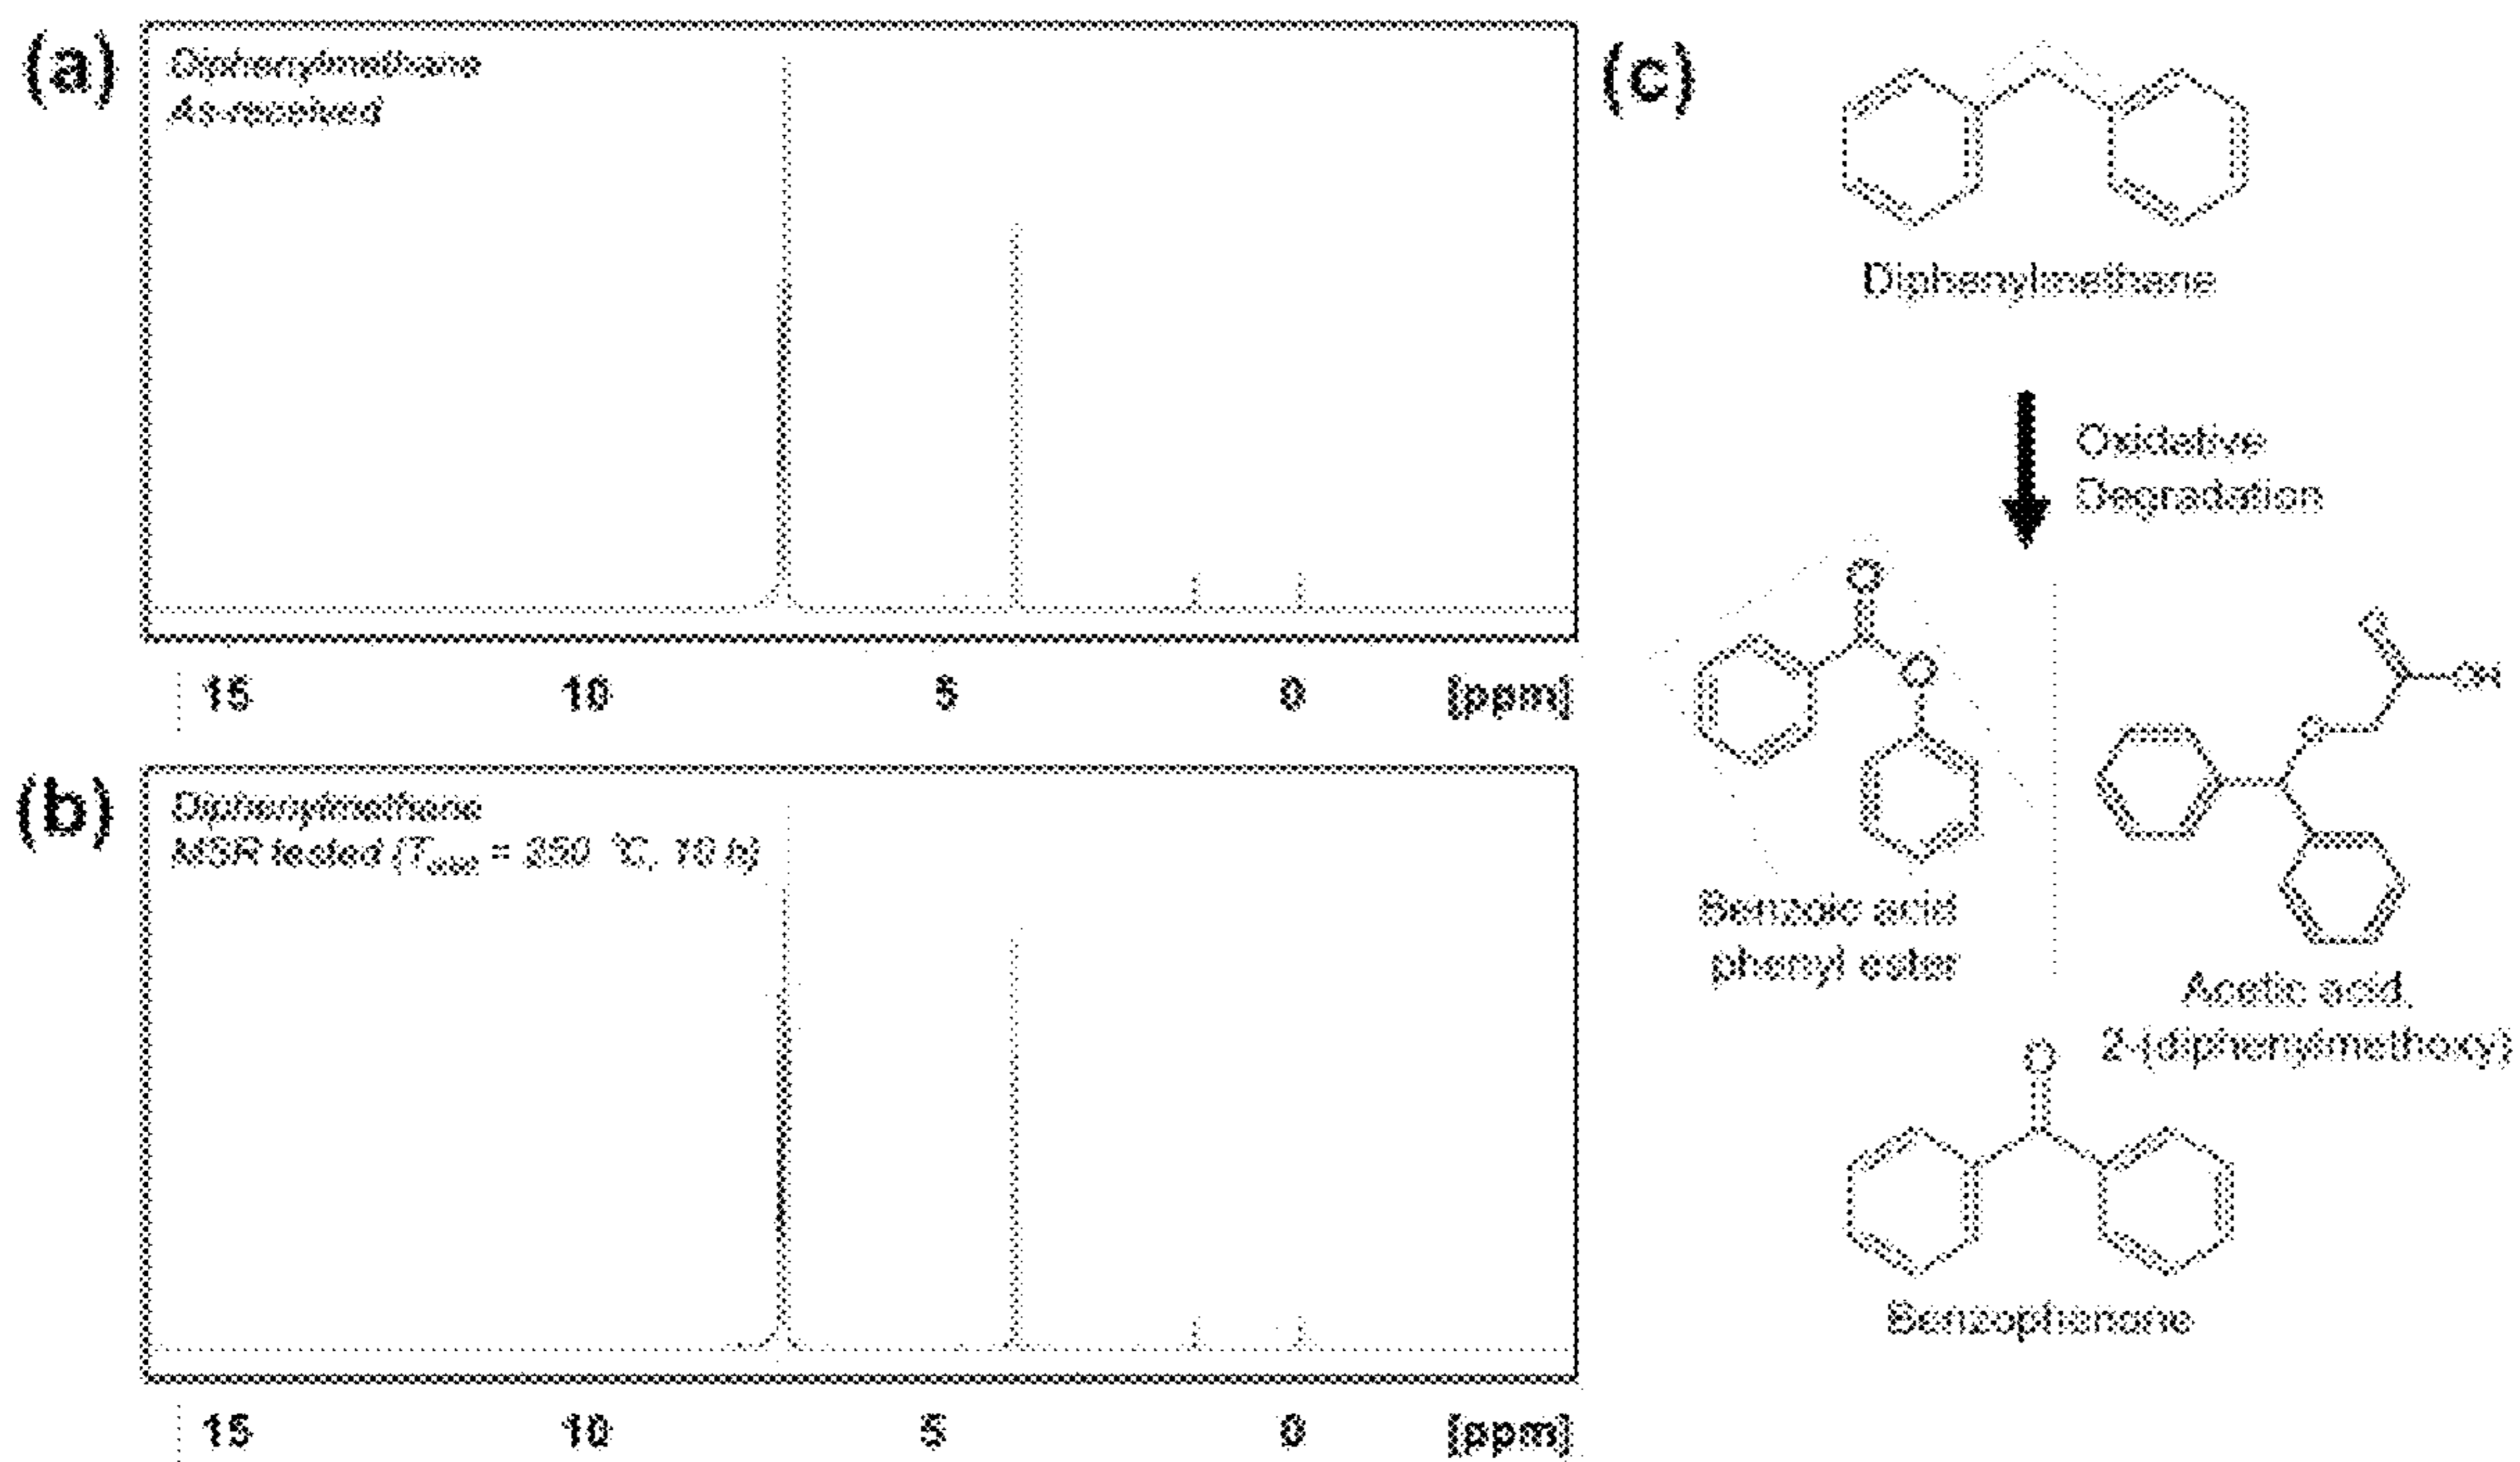 (a)
Diphenylmethane
As-received
15 10 5 0 [ppm]
(b)
Diphenylmethane
MSR tested (T = 250 ℃, 10 h)
15 10 5 0 [ppm]
(c)
Diphenylmethane
Oxidative
Degradation
O
O
Benzoic acid
phenyl ester
O
OH
O
Acetic acid,
2-(diphenylmethoxy)
O
Benzophenone